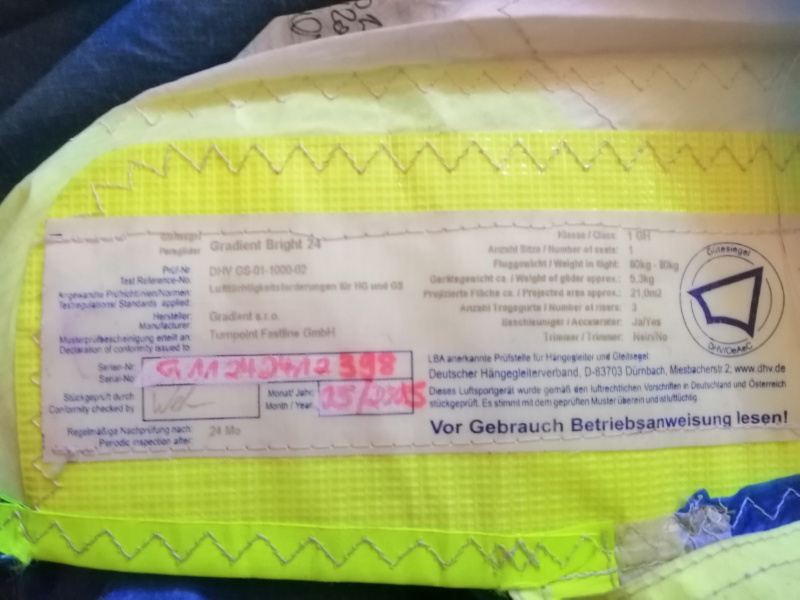 Paraglider Gradient Bright 24
Prüf-Nr DHV GS-01-1000-02
Test Reference-No:
Angewandte Prüfrichtlinien/Normen: Lufttüchtigkeitsforderungen für HG und GS
Testregulations/ Standards applied:
Hersteller: Gradient s.r.o.
Manufacturer:
Musterprüfbescheinigung erteilt an: Turnpoint Fastline GmbH
Declaration of conformity issued to:
Serien-Nr:
Serial-No:
398
Stückgeprüft durch
Conformity checked by
Monat/ Jahr:
Month / Year:
05/2005
Regelmäßige Nachprüfung nach: 24 Mo
Periodic inspection after:
Klasse / Class: 1 GH
Anzahl Sitze / Number of seats: 1
Fluggewicht / Weight in flight: 60kg - 80kg
Gerätegewicht ca. / Weight of glider approx.: 5,3kg
Projizierte Fläche ca. / Projected area approx.: 21,0m2
Anzahl Tragegurte / Number of risers: 3
Beschleuniger / Accelerator: Ja/Yes
Trimmer / Trimmer: Nein/No
Gütesiegel
DHV/OeAeC
LBA anerkannte Prüfstelle für Hängegleiter und Gleitsegel:
Deutscher Hängegleiterverband, D-83703 Dürnbach, Miesbacherstr 2; www.dhv.de
Dieses Luftsportgerät wurde gemäß den luftrechtlichen Vorschriften in Deutschland und Österreich
stückgeprüft. Es stimmt mit dem geprüften Muster überein und ist lufttüchtig.
Vor Gebrauch Betriebsanweisung lesen!